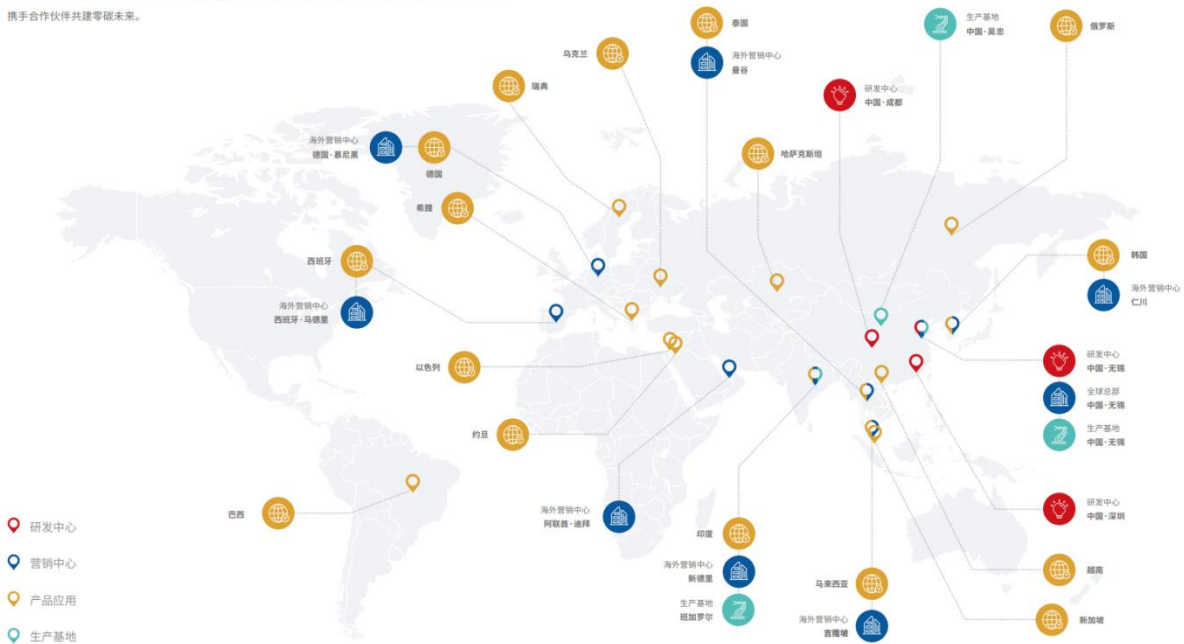 携手合作伙伴共建零碳未来。
泰国
海外营销中心
曼谷
生产基地
中国·吴忠
俄罗斯
乌克兰
瑞典
研发中心
中国·成都
海外营销中心
德国·慕尼黑
德国
哈萨克斯坦
希腊
西班牙
海外营销中心
西班牙·马德里
韩国
海外营销中心
仁川
以色列
研发中心
中国·无锡
全球总部
中国·无锡
生产基地
中国·无锡
约旦
巴西
海外营销中心
阿联酋·迪拜
印度
海外营销中心
新德里
生产基地
班加罗尔
马来西亚
海外营销中心
吉隆坡
研发中心
中国·深圳
越南
新加坡
研发中心
营销中心
产品应用
生产基地